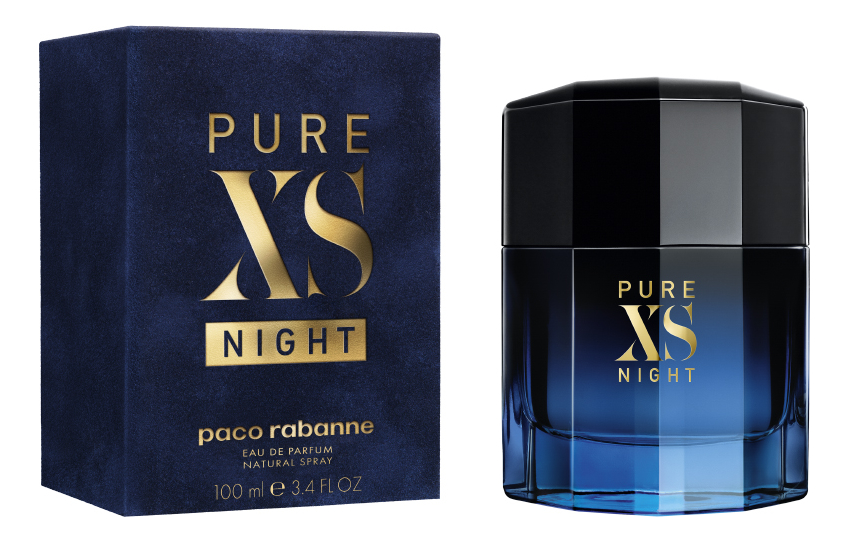 PURE
XS
NIGHT
paco rabanne
EAU DE PARFUM
NATURAL SPRAY
100 ml ℮ 3.4 FL OZ
PURE
XS
NIGHT